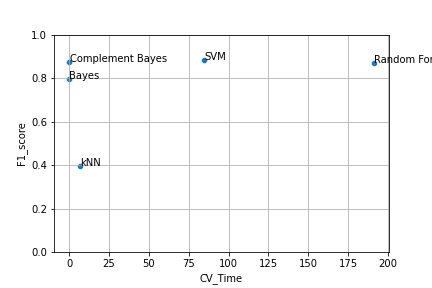 1.0
0.8
0.6
0.4
0.2
0.0
F1_score
Complement Bayes
Bayes
SVM
Random For
kNN
0 25 50 75 100 125 150 175 200
CV_Time